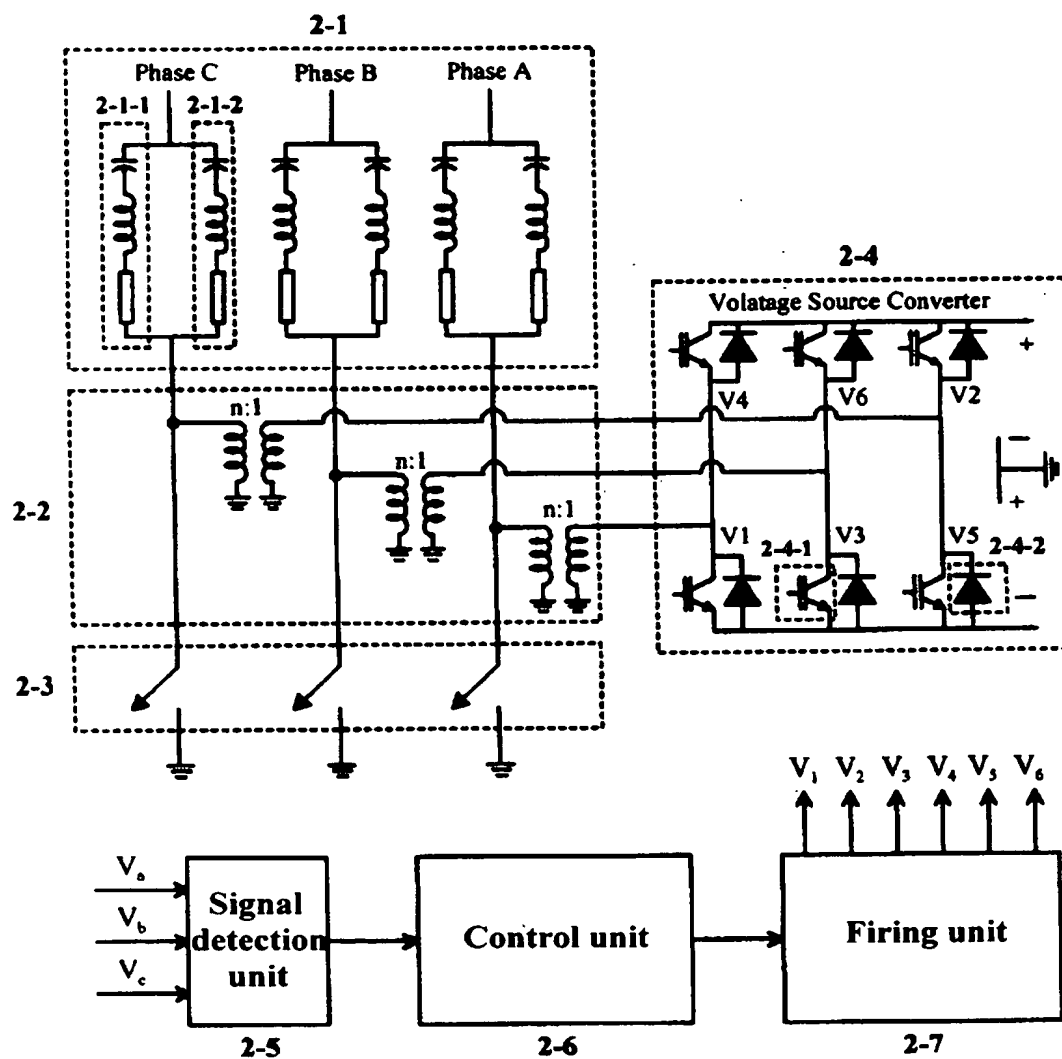 2-1
Phase C Phase B Phase A
2-1-1 2-1-2
2-4
Volatage Source Converter
+
V4 V6 V2
n:1
−
n:1
+
2-2
n:1
V1 2-4-1 V3 V5 2-4-2
−
2-3
V1 V2 V3 V4 V5 V6
Va
Vb
Vc
Signal
detection
unit
Control unit
Firing unit
2-5 2-6 2-7